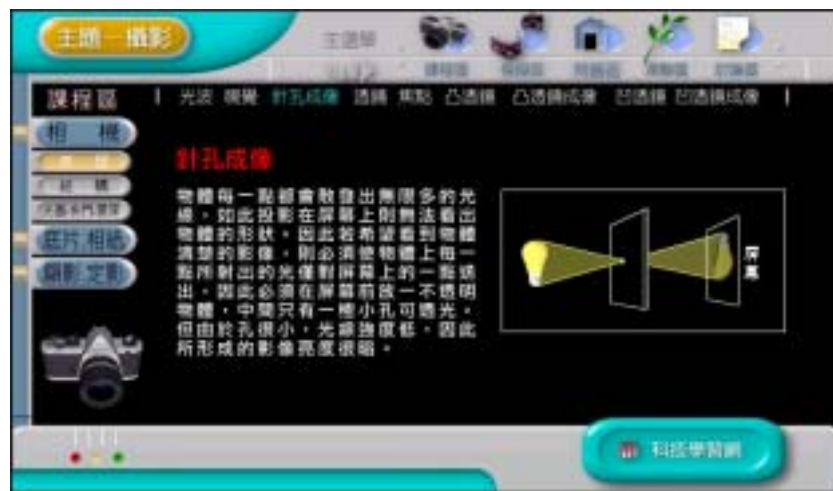 主題一攝影
主選單
課程區
光波 視覺 針孔成像 透鏡 焦點 凸透鏡 凸透鏡成像 凹透鏡 凹透鏡成像
相機
針孔成像
結構
物體每一點都會散發出無限多的光
線，如此投影在屏幕上則無法看出
物體的形狀。因此若希望看到物體
清楚的影像，則必須使物體上每一
點所射出的光僅對屏幕上的一點透
出，因此必須在屏幕前放一不透明
物體，中間只有一極小孔可透光。
但由於孔很小，光線強度低，因此
所形成的影像亮度很暗。
屏幕
底片.相紙
顯影.定影
科技學習網